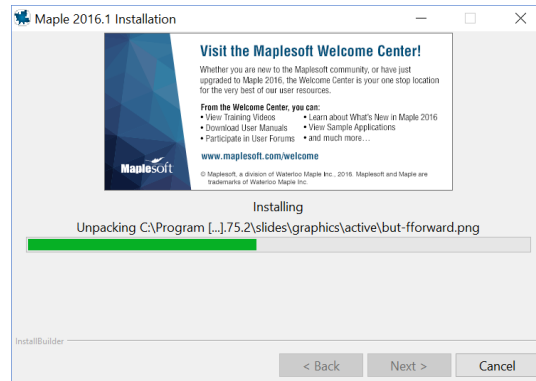 Maple 2016.1 Installation
Visit the Maplesoft Welcome Center!
Whether you are new to the Maplesoft community, or have just
upgraded to Maple 2016, the Welcome Center is your one stop location
for the very best of our user resources.
From the Welcome Center, you can:
• View Training Videos
• Learn about What's New in Maple 2016
• Download User Manuals
• View Sample Applications
• Participate in User Forums
• and much more...
www.maplesoft.com/welcome
Maplesoft
© Maplesoft, a division of Waterloo Maple Inc., 2016. Maplesoft and Maple are
trademarks of Waterloo Maple Inc.
Installing
Unpacking C:\Program [...].75.2\slides\graphics\active\but-fforward.png
InstallBuilder
< Back
Next >
Cancel